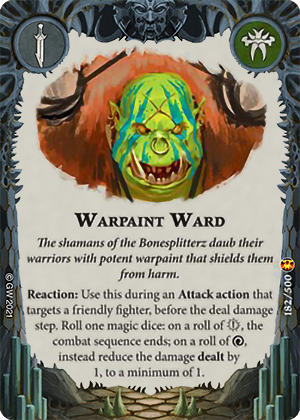 WARPAINT WARD
The shamans of the Bonesplitterz daub their
warriors with potent warpaint that shields them
from harm.
Reaction: Use this during an Attack action that
targets a friendly fighter, before the deal damage
step. Roll one magic dice: on a roll of , the
combat sequence ends; on a roll of ,
instead reduce the damage dealt by
1, to a minimum of 1.
© GW 2021
182/500